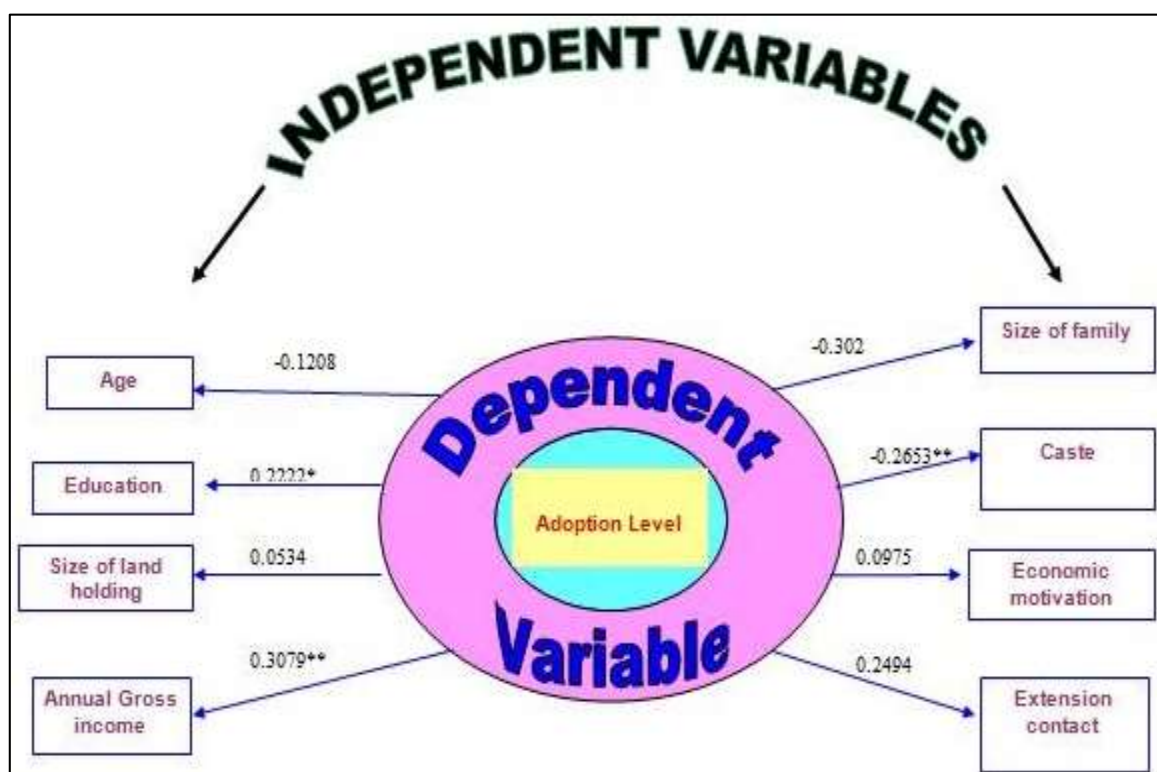 INDEPENDENT VARIABLES
Age
-0.1208
Education
0.2222*
Size of land
holding
0.0534
Annual Gross
income
0.3079**
Dependent
Adoption Level
Variable
-0.302
Size of family
-0.2653**
Caste
0.0975
Economic
motivation
0.2494
Extension
contact